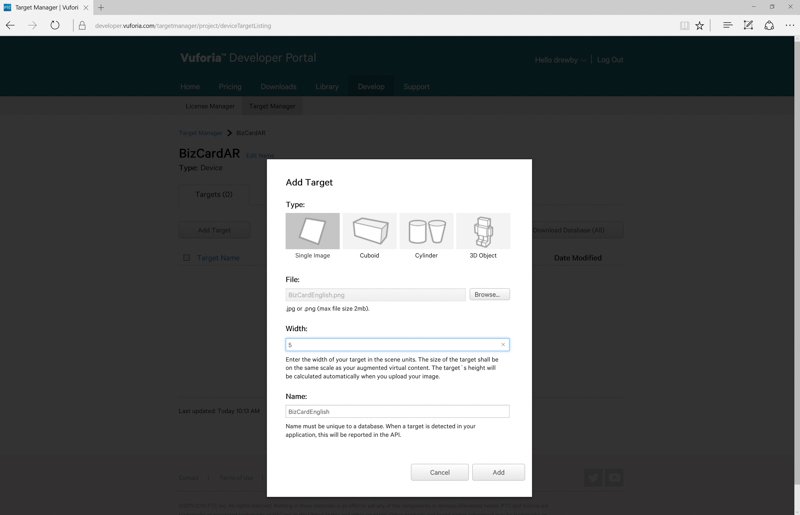 Target Manager | Vufori
developer.vuforia.com/targetmanager/project/deviceTargetListing
Vuforia™ Developer Portal
Hello drewby
Log Out
Home
Pricing
Downloads
Library
Develop
Support
License Manager
Target Manager
Target Manager > BizCardAR
BizCardAR Edit Name
Type: Device
Targets (0)
Add Target
Download Database (All)
Target Name
Date Modified
Last updated: Today 10:13 AM
Add Target
Type:
Single Image
Cuboid
Cylinder
3D Object
File:
BizCardEnglish.png
Browse...
.jpg or .png (max file size 2mb).
Width:
5
Enter the width of your target in the scene units. The size of the target shall be
on the same scale as your augmented virtual content. The target`s height will
be calculated automatically when you upload your image.
Name:
BizCardEnglish
Name must be unique to a database. When a target is detected in your
application, this will be reported in the API.
Cancel
Add